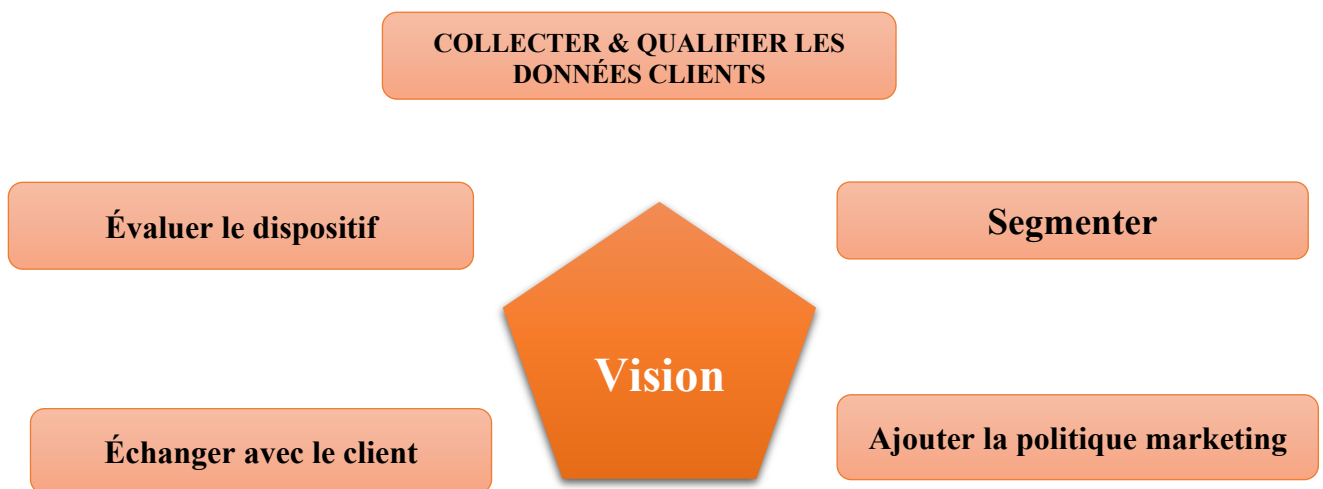 COLLECTER & QUALIFIER LES
DONNÉES CLIENTS
Évaluer le dispositif
Segmenter
Vision
Échanger avec le client
Ajouter la politique marketing